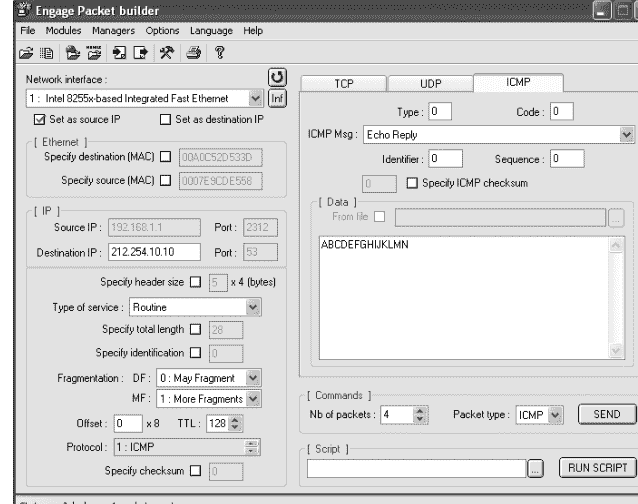 Engage Packet builder
File Modules Managers Options Language Help
Network interface :
1 : Intel 8255x-based Integrated Fast Ethernet
Inf
Set as source IP Set as destination IP
[ Ethernet ]
Specify destination (MAC) 00A0C52D533D
Specify source (MAC) 0007E9CDE558
[ IP ]
Source IP : 192.168.1.1 Port : 2312
Destination IP : 212.254.10.10 Port : 53
Specify header size 5 x 4 (bytes)
Type of service : Routine
Specify total length 28
Specify identification 0
Fragmentation : DF : 0 : May Fragment
MF : 1 : More Fragments
Offset : 0 x 8 TTL : 128
Protocol : 1 : ICMP
Specify checksum 0
TCP UDP ICMP
Type : 0 Code : 0
ICMP Msg : Echo Reply
Identifier : 0 Sequence : 0
0 Specify ICMP checksum
[ Data ]
From file ...
ABCDEFGHIJKLMN
[ Commands ]
Nb of packets : 4 Packet type : ICMP SEND
[ Script ]
... RUN SCRIPT